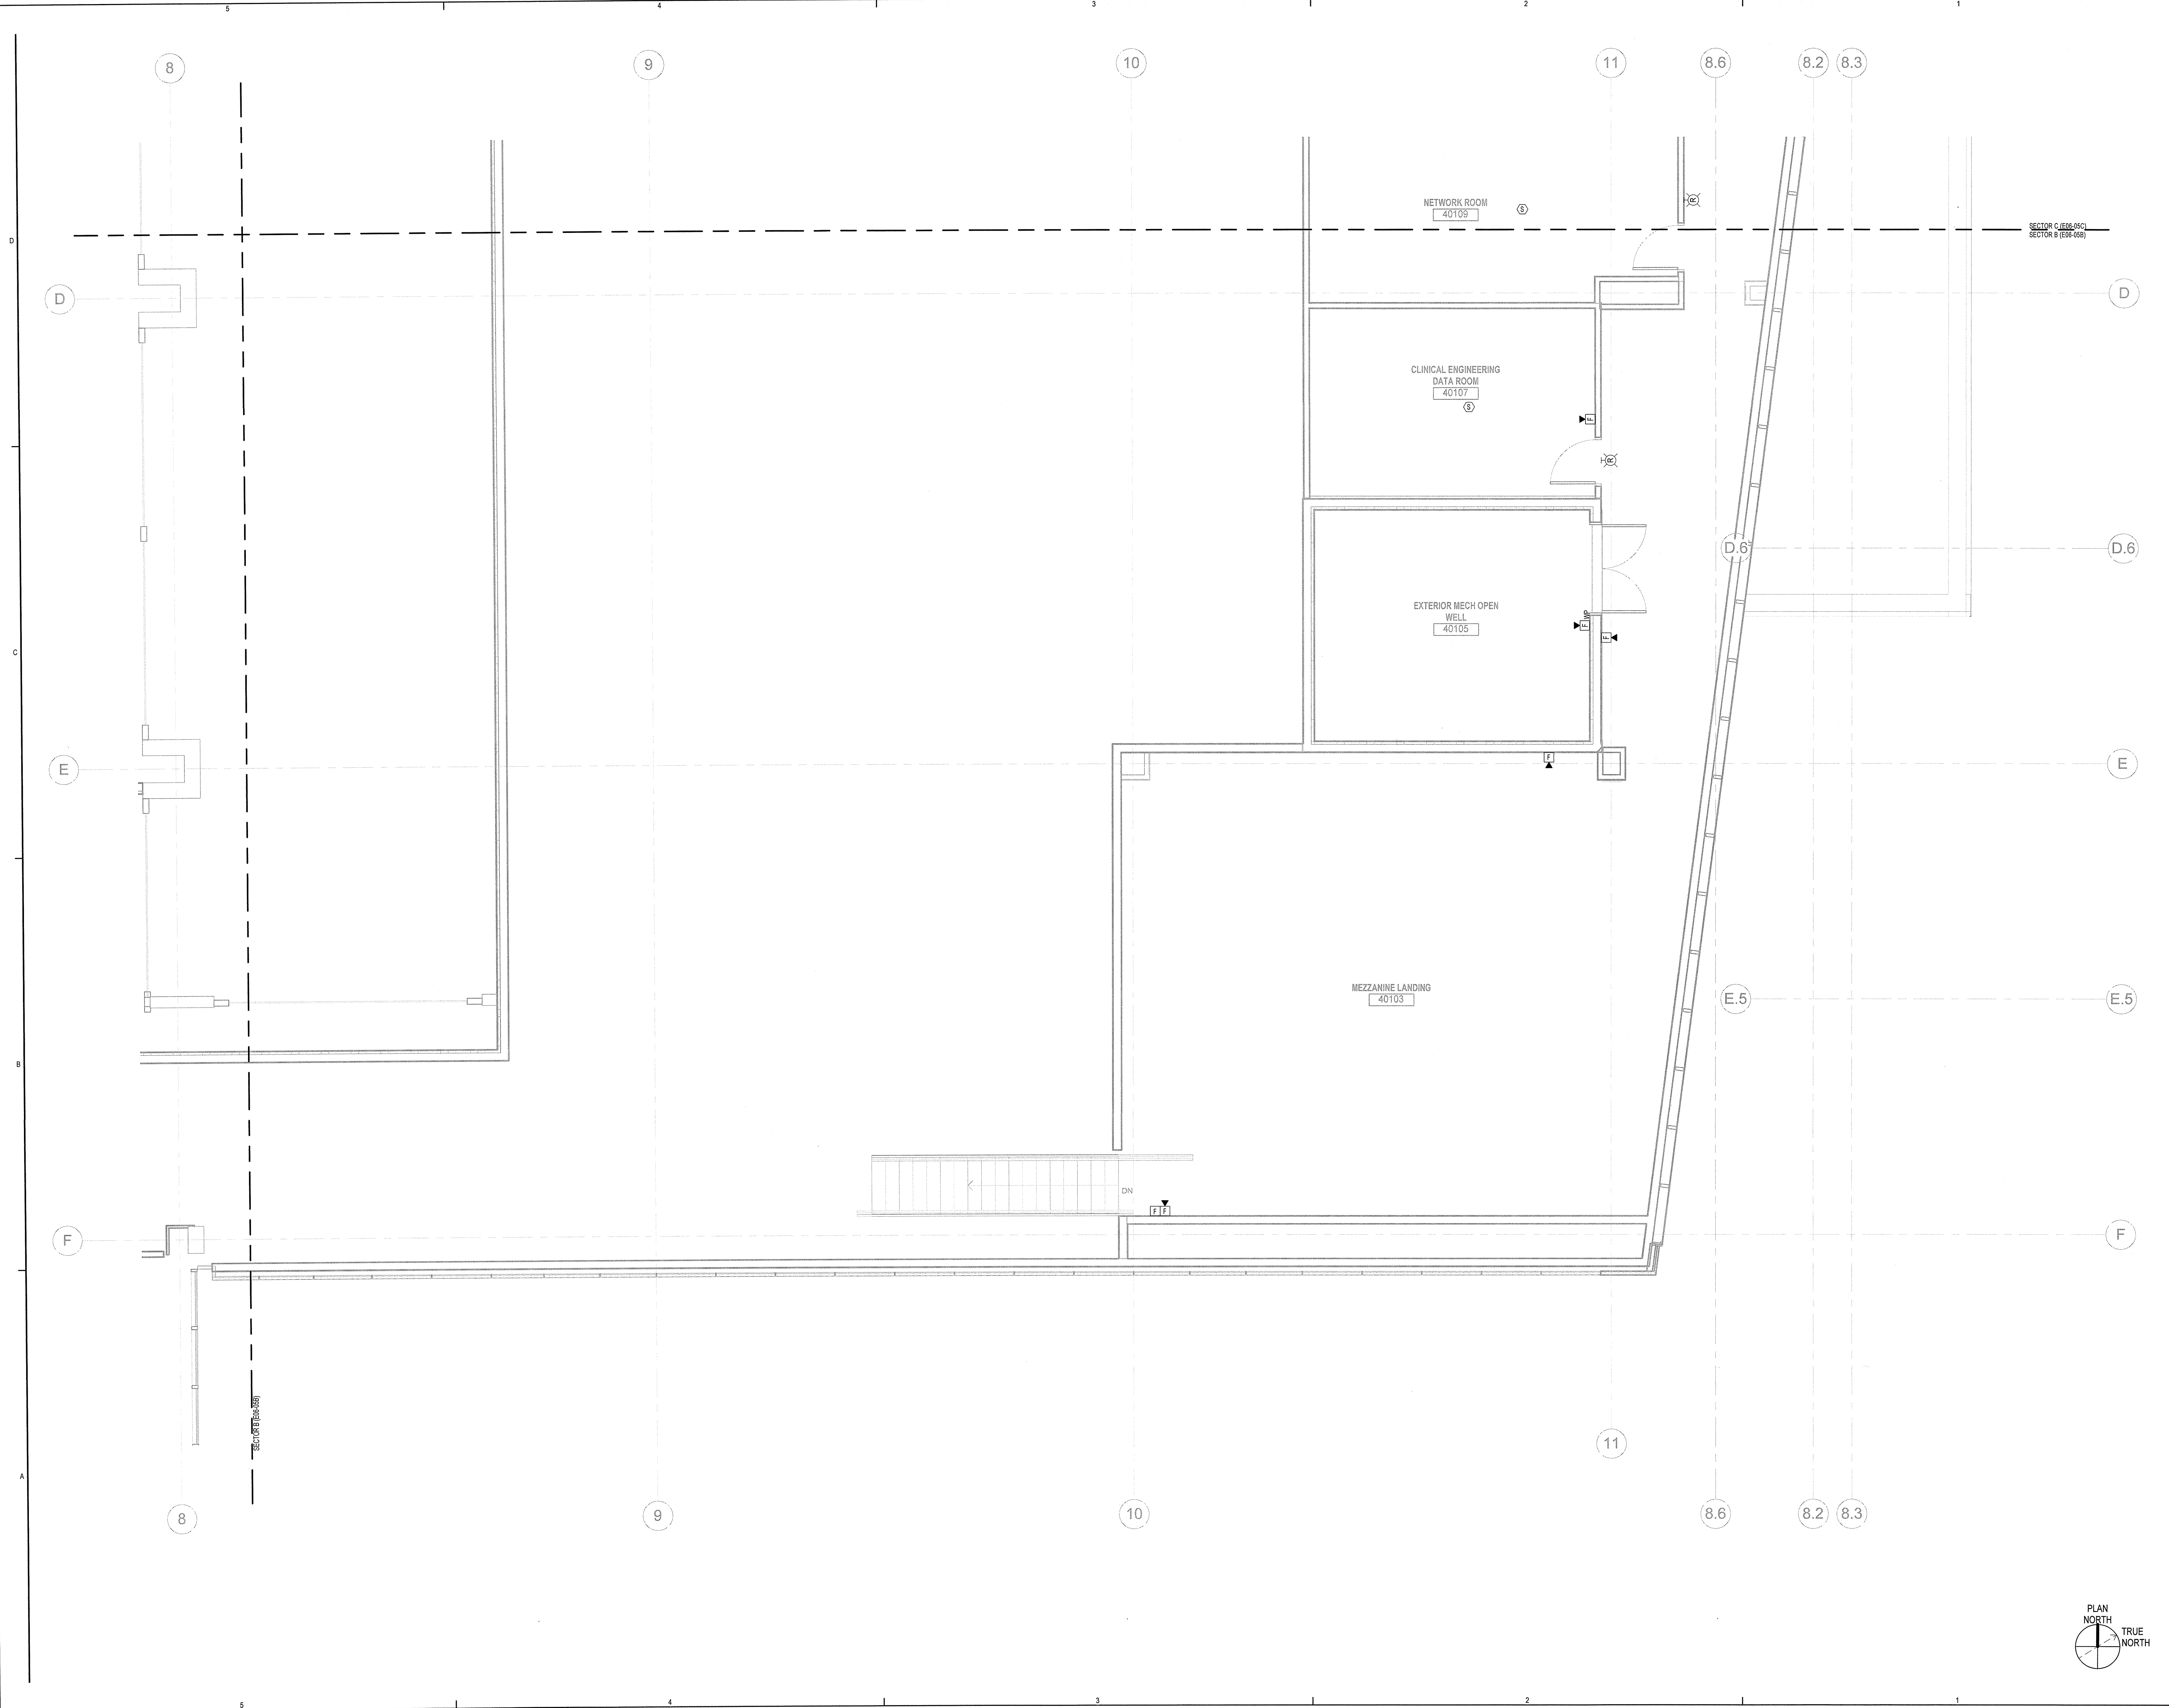 5 4 3 2 1
8 9 10 11 8.6 8.2 8.3
NETWORK ROOM
40109
S
R
SECTOR C (E06-05C)
SECTOR B (E06-05B)
D
D D
CLINICAL ENGINEERING
DATA ROOM
40107
S
F
R
D.6 D.6
EXTERIOR MECH OPEN
WELL
40105
WP
F
F
C
E E
F
MEZZANINE LANDING
40103
E.5 E.5
B
DN
F F
F F
SECTOR B (E06-05B)
11
A
8 9 10 8.6 8.2 8.3
PLAN
NORTH
TRUE
NORTH
5 4 3 2 1